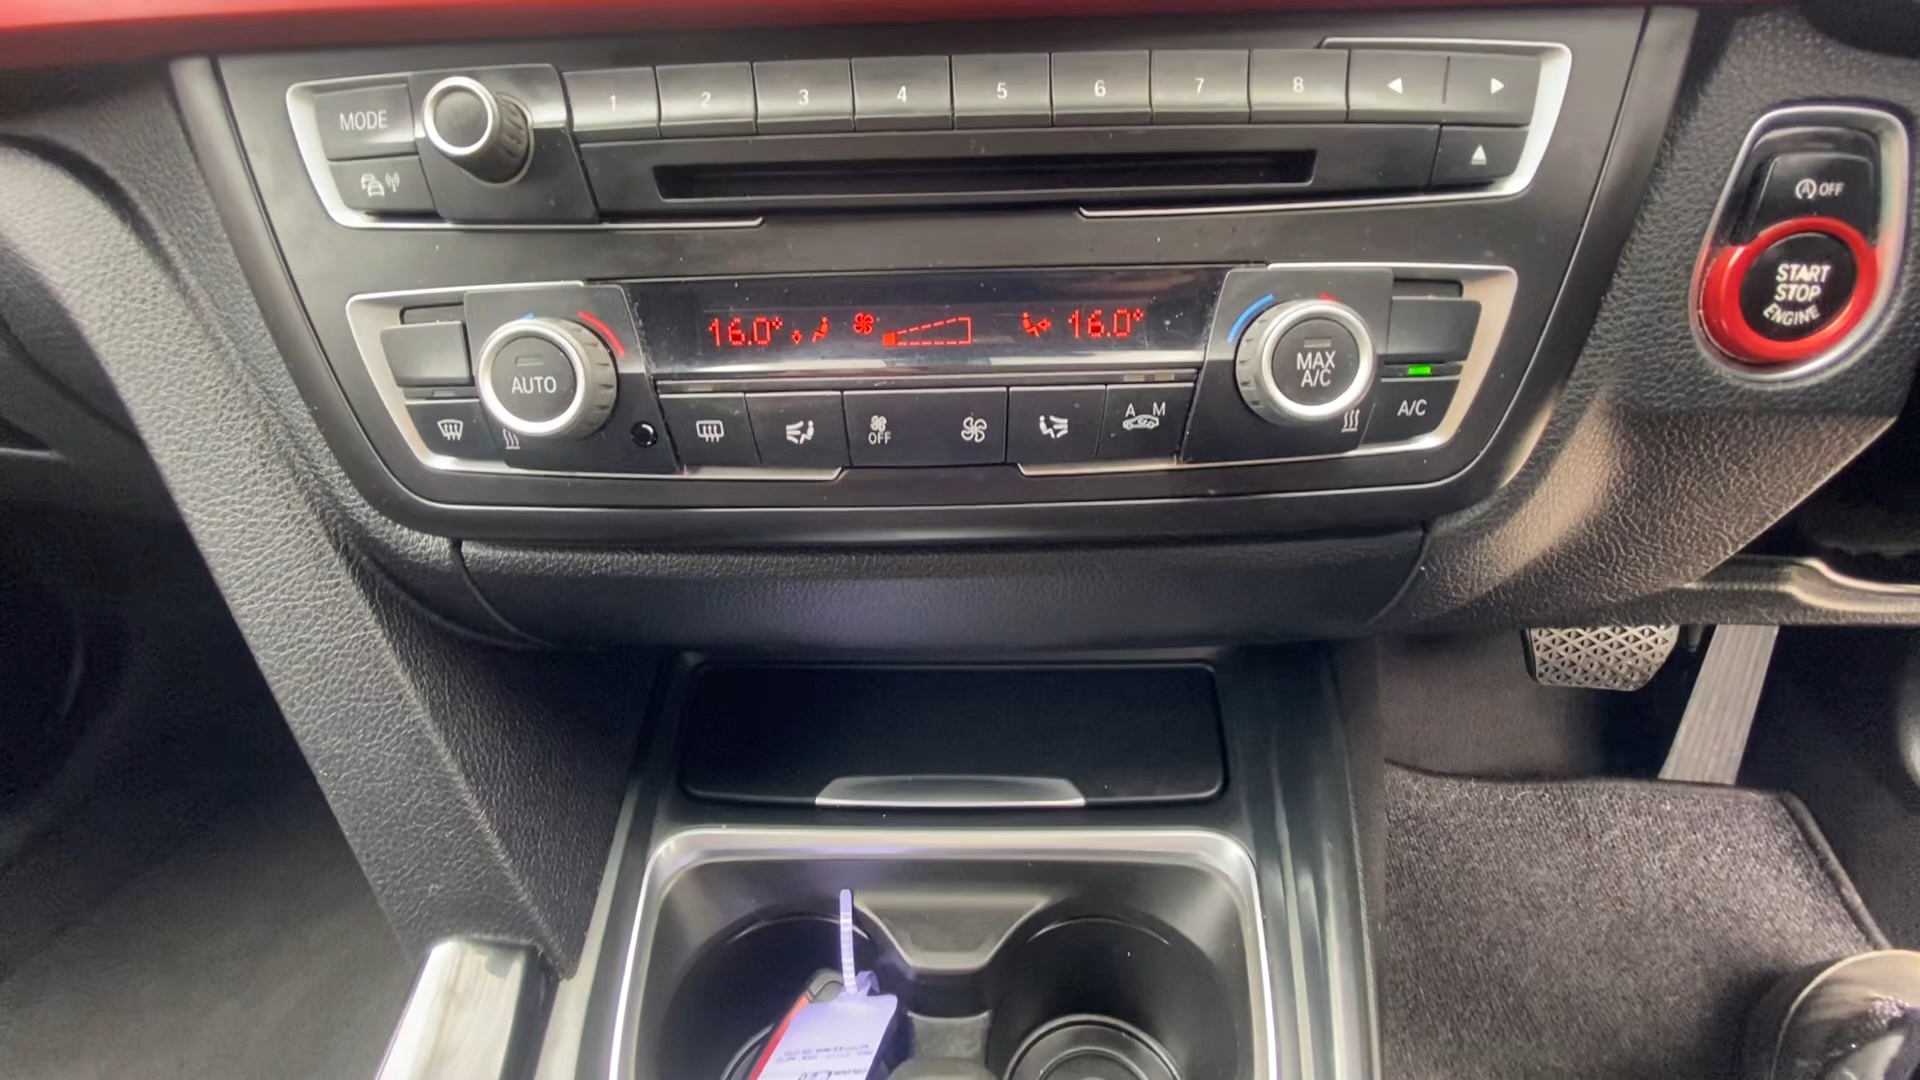 MODE
1 2 3 4 5 6 7 8
OFF
START
STOP
ENGINE
16.0°
16.0°
AUTO
MAX
A/C
OFF
A M
A/C